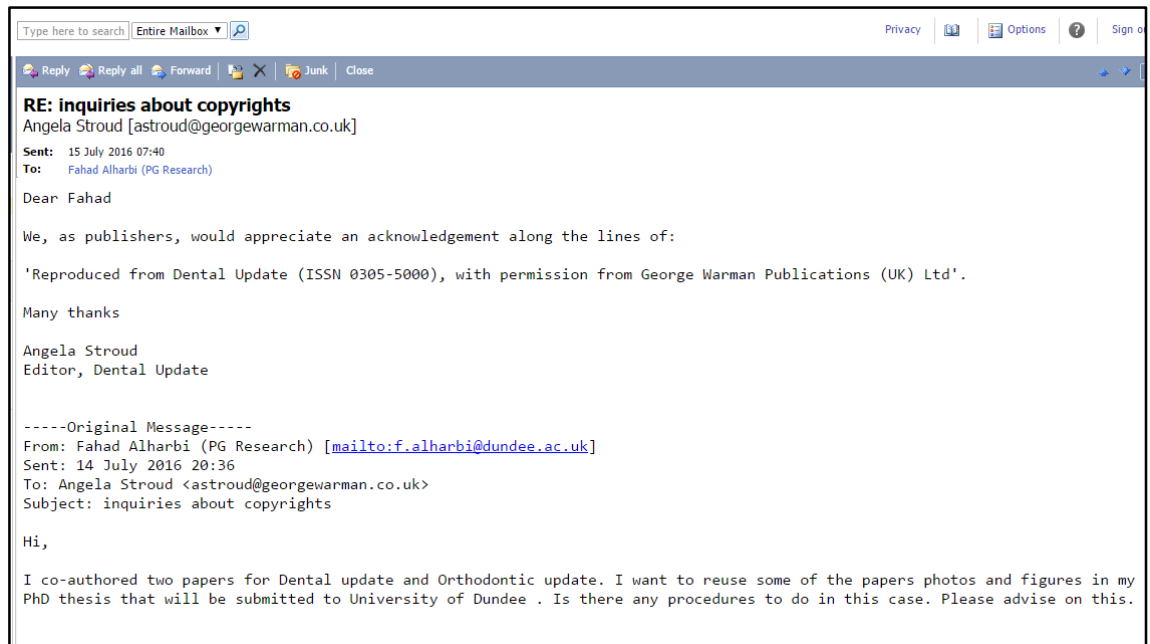 Type here to search Entire Mailbox ▼ Privacy Options Sign
Reply Reply all Forward Junk Close
RE: inquiries about copyrights
Angela Stroud [astroud@georgewarman.co.uk]
Sent: 15 July 2016 07:40
To: Fahad Alharbi (PG Research)
Dear Fahad
We, as publishers, would appreciate an acknowledgement along the lines of:
'Reproduced from Dental Update (ISSN 0305-5000), with permission from George Warman Publications (UK) Ltd'.
Many thanks
Angela Stroud
Editor, Dental Update
-----Original Message-----
From: Fahad Alharbi (PG Research) [mailto:f.alharbi@dundee.ac.uk]
Sent: 14 July 2016 20:36
To: Angela Stroud <astroud@georgewarman.co.uk>
Subject: inquiries about copyrights
Hi,
I co-authored two papers for Dental update and Orthodontic update. I want to reuse some of the papers photos and figures in my
PhD thesis that will be submitted to University of Dundee . Is there any procedures to do in this case. Please advise on this.